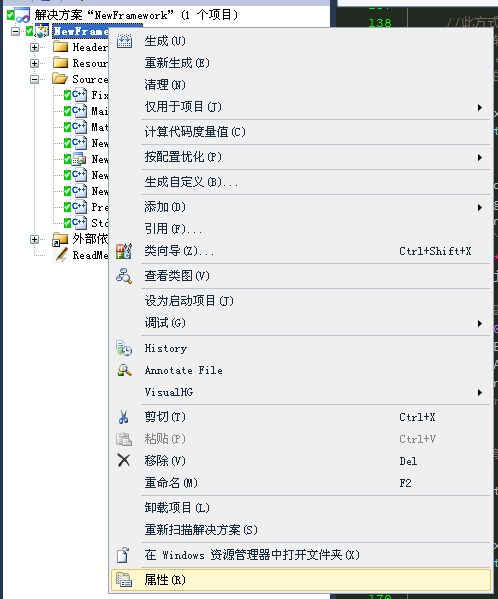 解决方案“NewFramework”(1 个项目)
138
//此方式
NewFrame
Header
Resour
Source
Fix
Mai
Mat
New
New
New
New
Pre
Std
外部依
ReadMe
生成(U)
重新生成(E)
清理(N)
仅用于项目(J)
计算代码度量值(C)
按配置优化(P)
生成自定义(B)...
添加(D)
引用(F)...
类向导(Z)... Ctrl+Shift+X
查看类图(V)
设为启动项目(J)
调试(G)
History
Annotate File
VisualHG
剪切(T) Ctrl+X
粘贴(P) Ctrl+V
移除(V) Del
重命名(M) F2
卸载项目(L)
重新扫描解决方案(S)
在 Windows 资源管理器中打开文件夹(X)
属性(R)
170